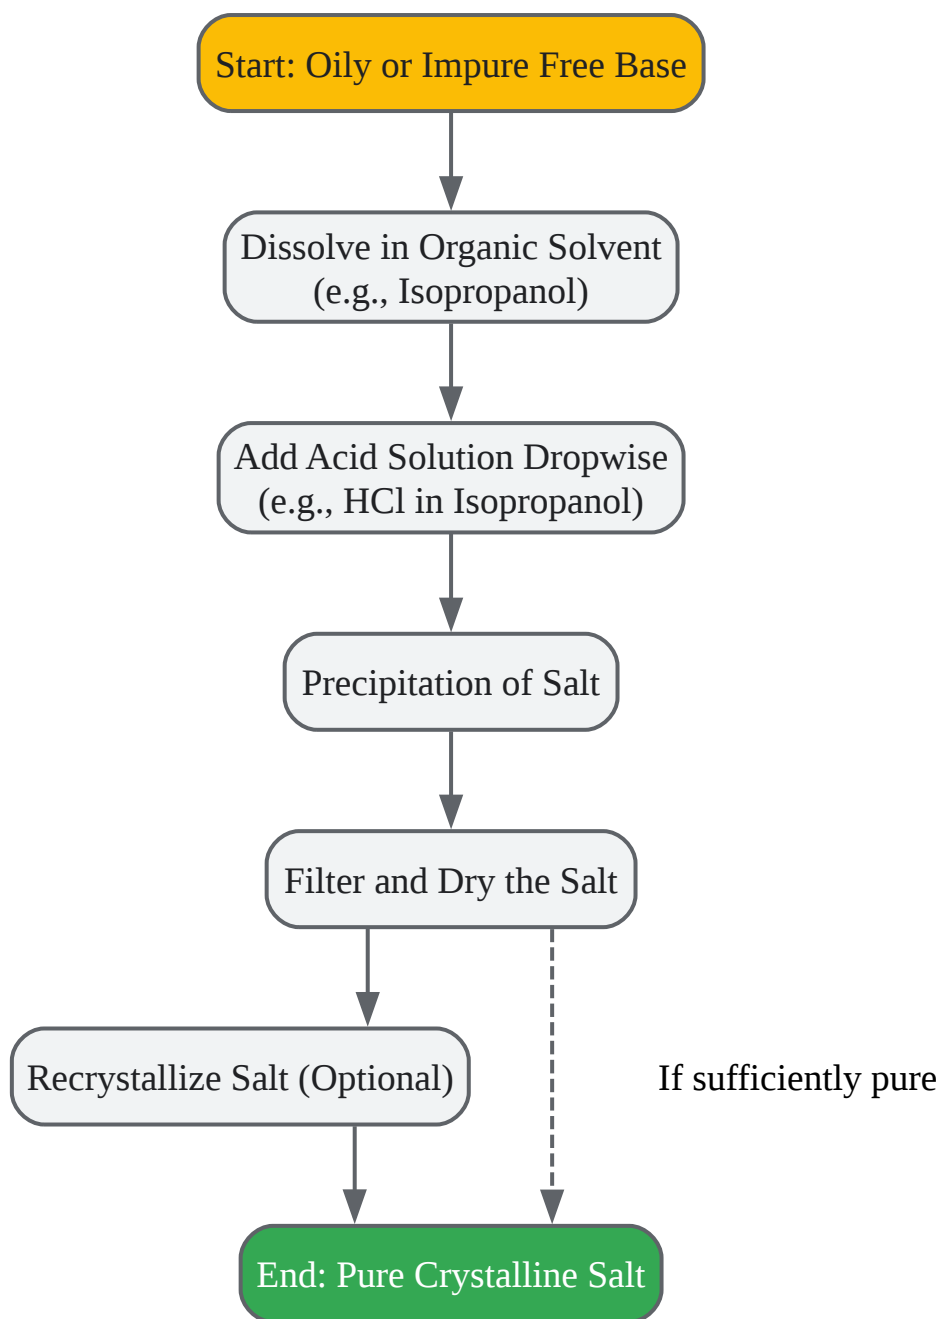 Start: Oily or Impure Free Base
Dissolve in Organic Solvent
(e.g., Isopropanol)
Add Acid Solution Dropwise
(e.g., HCl in Isopropanol)
Precipitation of Salt
Filter and Dry the Salt
Recrystallize Salt (Optional)
If sufficiently pure
End: Pure Crystalline Salt